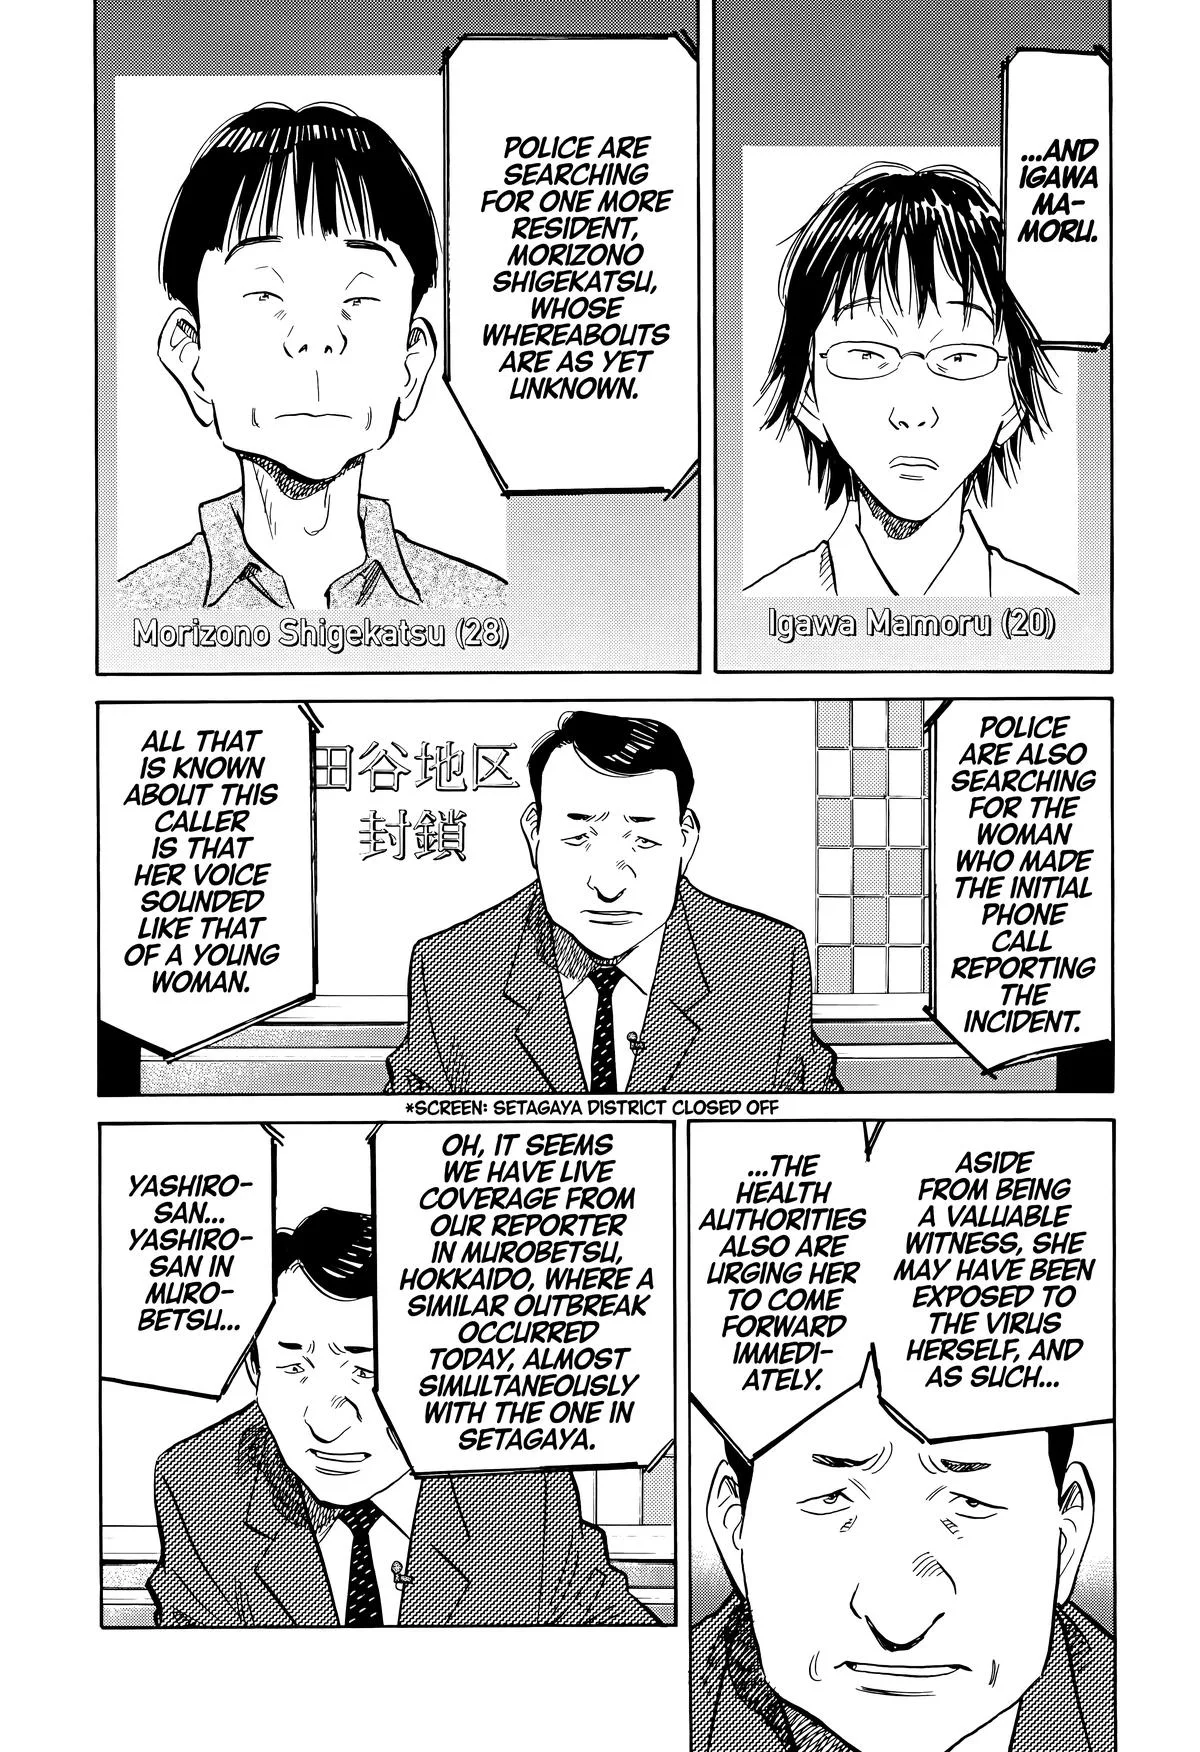 ...AND
IGAWA
MA-
MORU.
Igawa Mamoru (20)
POLICE ARE
SEARCHING
FOR ONE MORE
RESIDENT,
MORIZONO
SHIGEKATSU,
WHOSE
WHEREABOUTS
ARE AS YET
UNKNOWN.
Morizono Shigekatsu (28)
POLICE
ARE ALSO
SEARCHING
FOR THE
WOMAN
WHO MADE
THE INITIAL
PHONE
CALL
REPORTING
THE
INCIDENT.
田谷地区
封鎖
ALL THAT
IS KNOWN
ABOUT THIS
CALLER
IS THAT
HER VOICE
SOUNDED
LIKE THAT
OF A YOUNG
WOMAN.
*SCREEN: SETAGAYA DISTRICT CLOSED OFF
ASIDE
FROM BEING
A VALUABLE
WITNESS, SHE
MAY HAVE BEEN
EXPOSED TO
THE VIRUS
HERSELF, AND
AS SUCH...
...THE
HEALTH
AUTHORITIES
ALSO ARE
URGING HER
TO COME
FORWARD
IMMEDI-
ATELY.
OH, IT SEEMS
WE HAVE LIVE
COVERAGE FROM
OUR REPORTER
IN MUROBETSU,
HOKKAIDO, WHERE A
SIMILAR OUTBREAK
OCCURRED
TODAY, ALMOST
SIMULTANEOUSLY
WITH THE ONE IN
SETAGAYA.
YASHIRO-
SAN...
YASHIRO-
SAN IN
MURO-
BETSU...